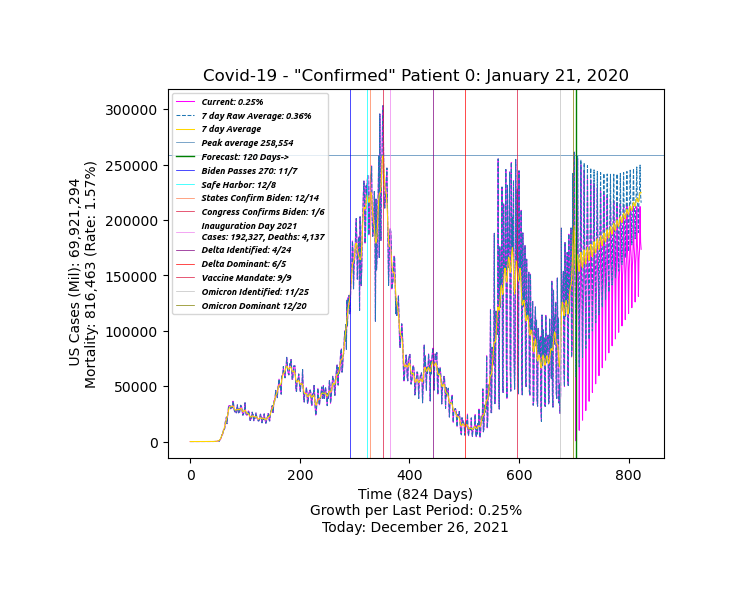 Covid-19 - "Confirmed" Patient 0: January 21, 2020
300000
250000
200000
150000
100000
50000
0
US Cases (Mil): 69,921,294
Mortality: 816,463 (Rate: 1.57%)
Current: 0.25%
7 day Raw Average: 0.36%
7 day Average
Peak average 258,554
Forecast: 120 Days->
Biden Passes 270: 11/7
Safe Harbor: 12/8
States Confirm Biden: 12/14
Congress Confirms Biden: 1/6
Inauguration Day 2021
Cases: 192,327, Deaths: 4,137
Delta Identified: 4/24
Delta Dominant: 6/5
Vaccine Mandate: 9/9
Omicron Identified: 11/25
Omicron Dominant 12/20
0 200 400 600 800
Time (824 Days)
Growth per Last Period: 0.25%
Today: December 26, 2021